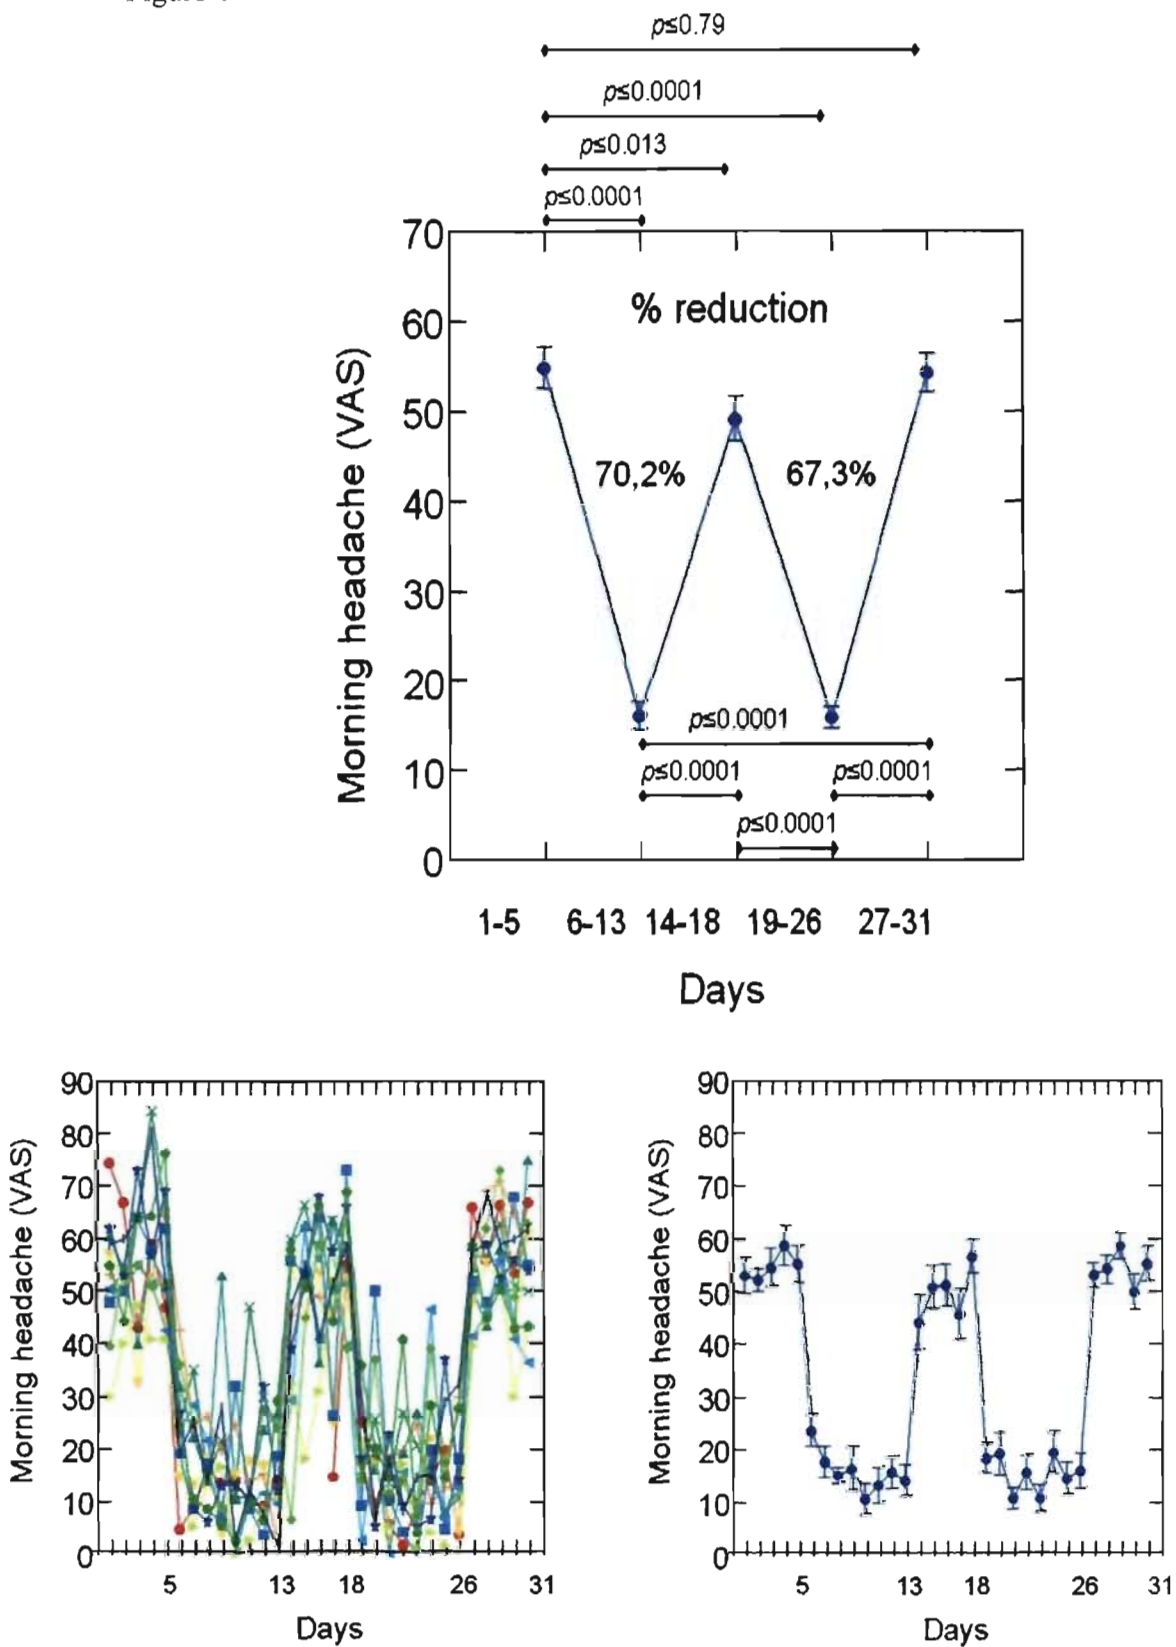 p≤0.79
p≤0.0001
p≤0.013
p≤0.0001
70
60
50
40
30
20
10
0
Morning headache (VAS)
% reduction
70,2%
67,3%
p≤0.0001
p≤0.0001
p≤0.0001
p≤0.0001
1-5 6-13 14-18 19-26 27-31
Days
90
80
70
60
50
40
30
20
10
0
Morning headache (VAS)
5 13 18 26 31
Days
90
80
70
60
50
40
30
20
10
0
Morning headache (VAS)
5 13 18 26 31
Days